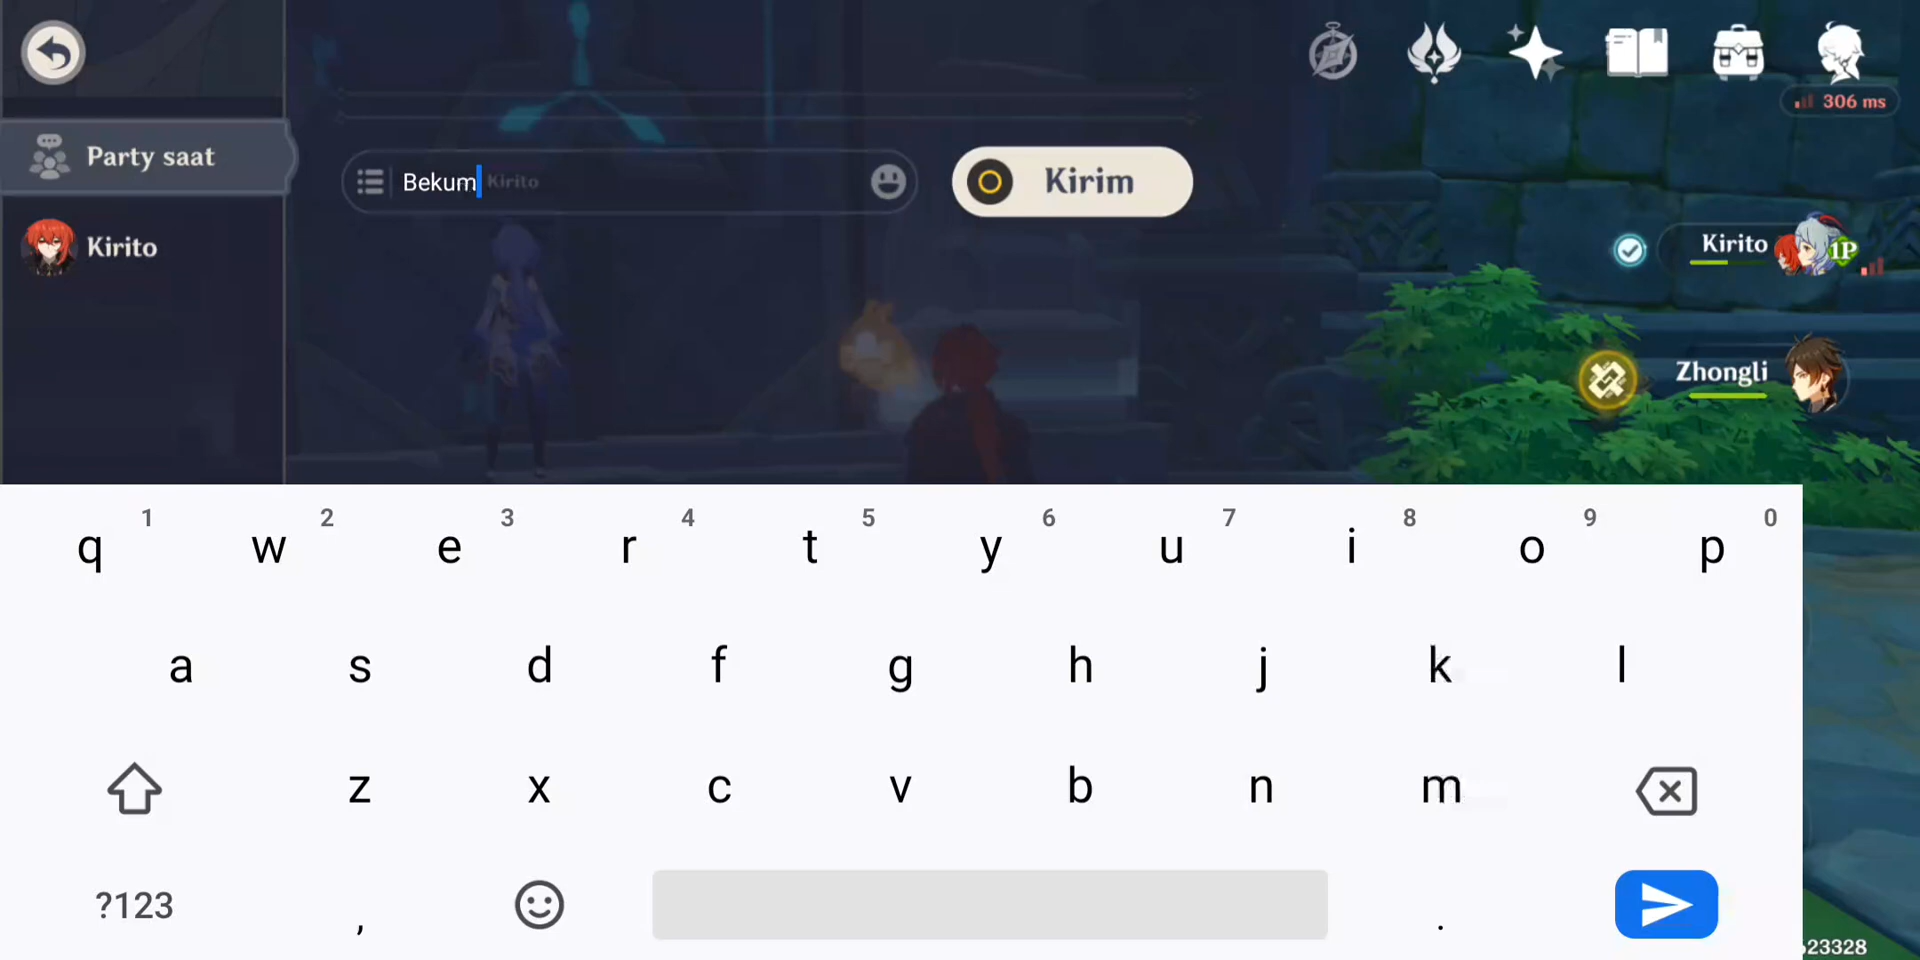 306 ms
Party saat
Bekum Kirito
Kirim
Kirito
Kirito
1P
Zhongli
1 2 3 4 5 6 7 8 9 0
q w e r t y u i o p
a s d f g h j k l
z x c v b n m
?123 , .
23328